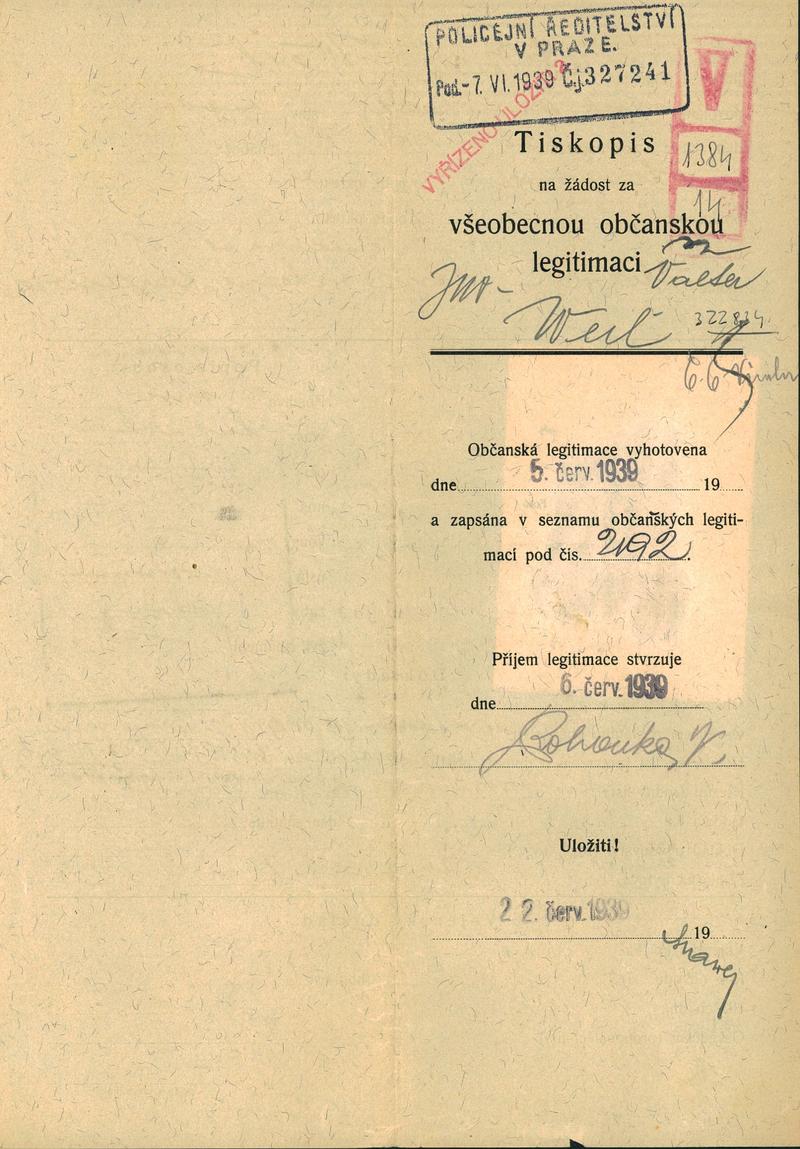 POLICEJNÍ ŘEDITELSTVÍ
V PRAZE.
Pod.-7. VI. 1939 Čj. 327241
VYŘÍZENO ULOŽ
V
1384
14
Tiskopis
na žádost za
všeobecnou občanskou
legitimaci Valter
Weil
Občanská legitimace vyhotovena
dne 5. červ. 1939 19
a zapsána v seznamu občanských legiti-
mací pod čís. 2192
Příjem legitimace stvrzuje
dne 6. červ. 1939
Uložiti!
22. červ. 1939 19